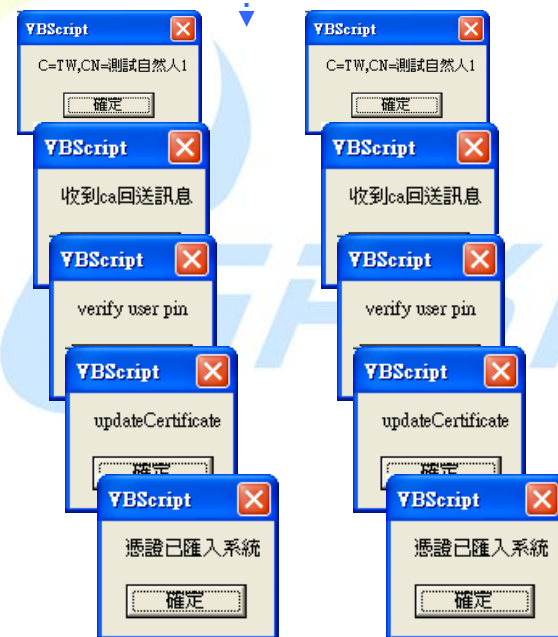 VBScript
C=TW,CN=測試自然人1
確定
VBScript
收到ca回送訊息
VBScript
verify user pin
VBScript
updateCertificate
確定
VBScript
憑證已匯入系統
確定
VBScript
C=TW,CN=測試自然人1
確定
VBScript
收到ca回送訊息
VBScript
verify user pin
VBScript
updateCertificate
確定
VBScript
憑證已匯入系統
確定